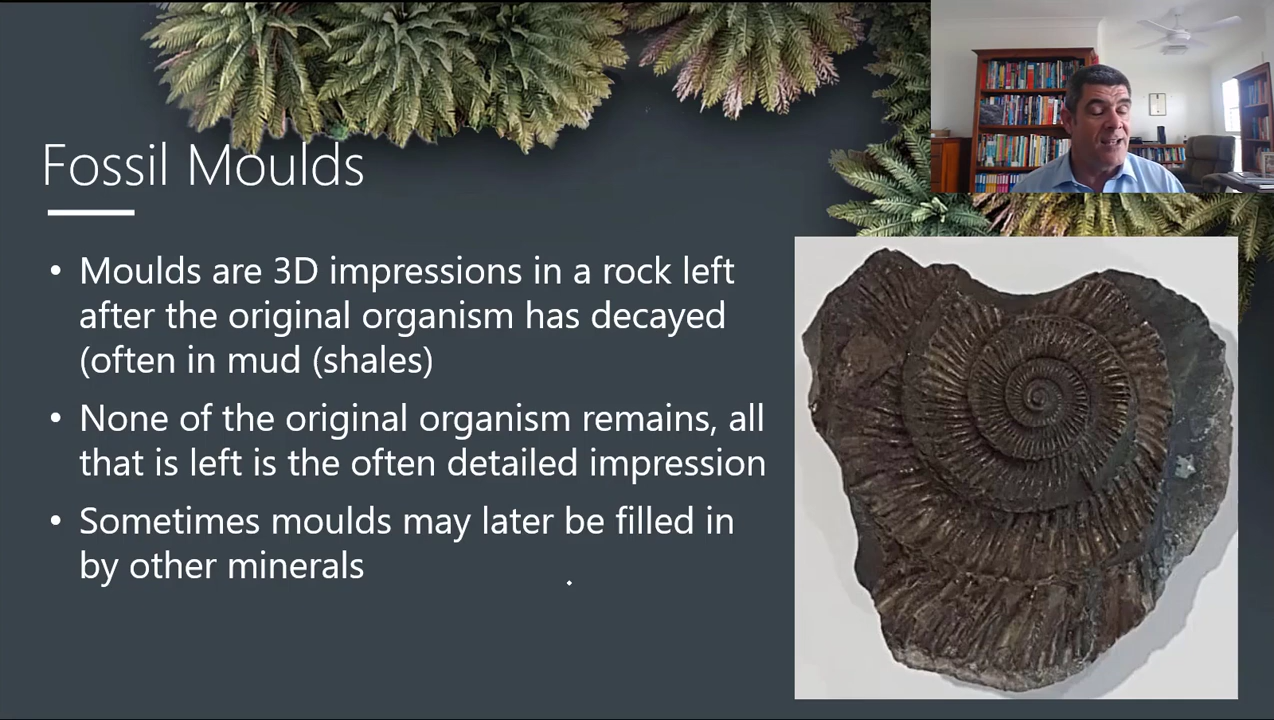 Fossil Moulds
• Moulds are 3D impressions in a rock left
after the original organism has decayed
(often in mud (shales)
• None of the original organism remains, all
that is left is the often detailed impression
• Sometimes moulds may later be filled in
by other minerals